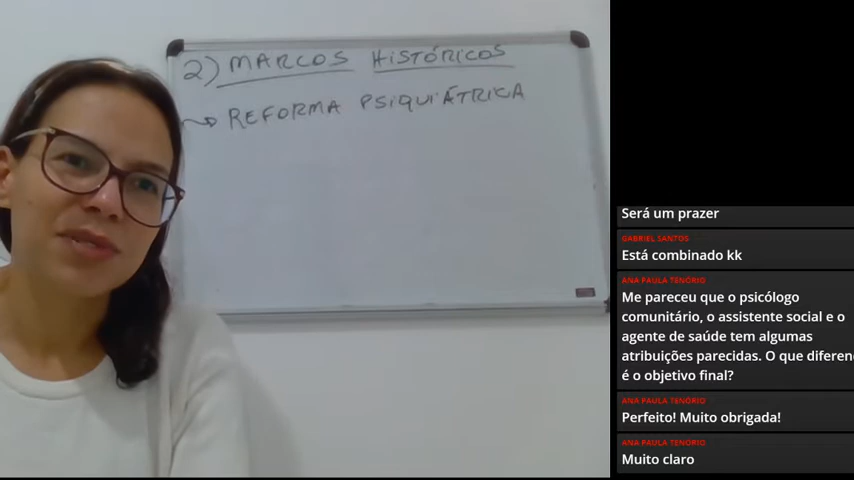 2) MARCOS HISTÓRICOS
REFORMA PSIQUIÁTRICA
Será um prazer
GABRIEL SANTOS
Está combinado kk
ANA PAULA TENÓRIO
Me pareceu que o psicólogo
comunitário, o assistente social e o
agente de saúde tem algumas
atribuições parecidas. O que diferen
é o objetivo final?
ANA PAULA TENÓRIO
Perfeito! Muito obrigada!
ANA PAULA TENÓRIO
Muito claro